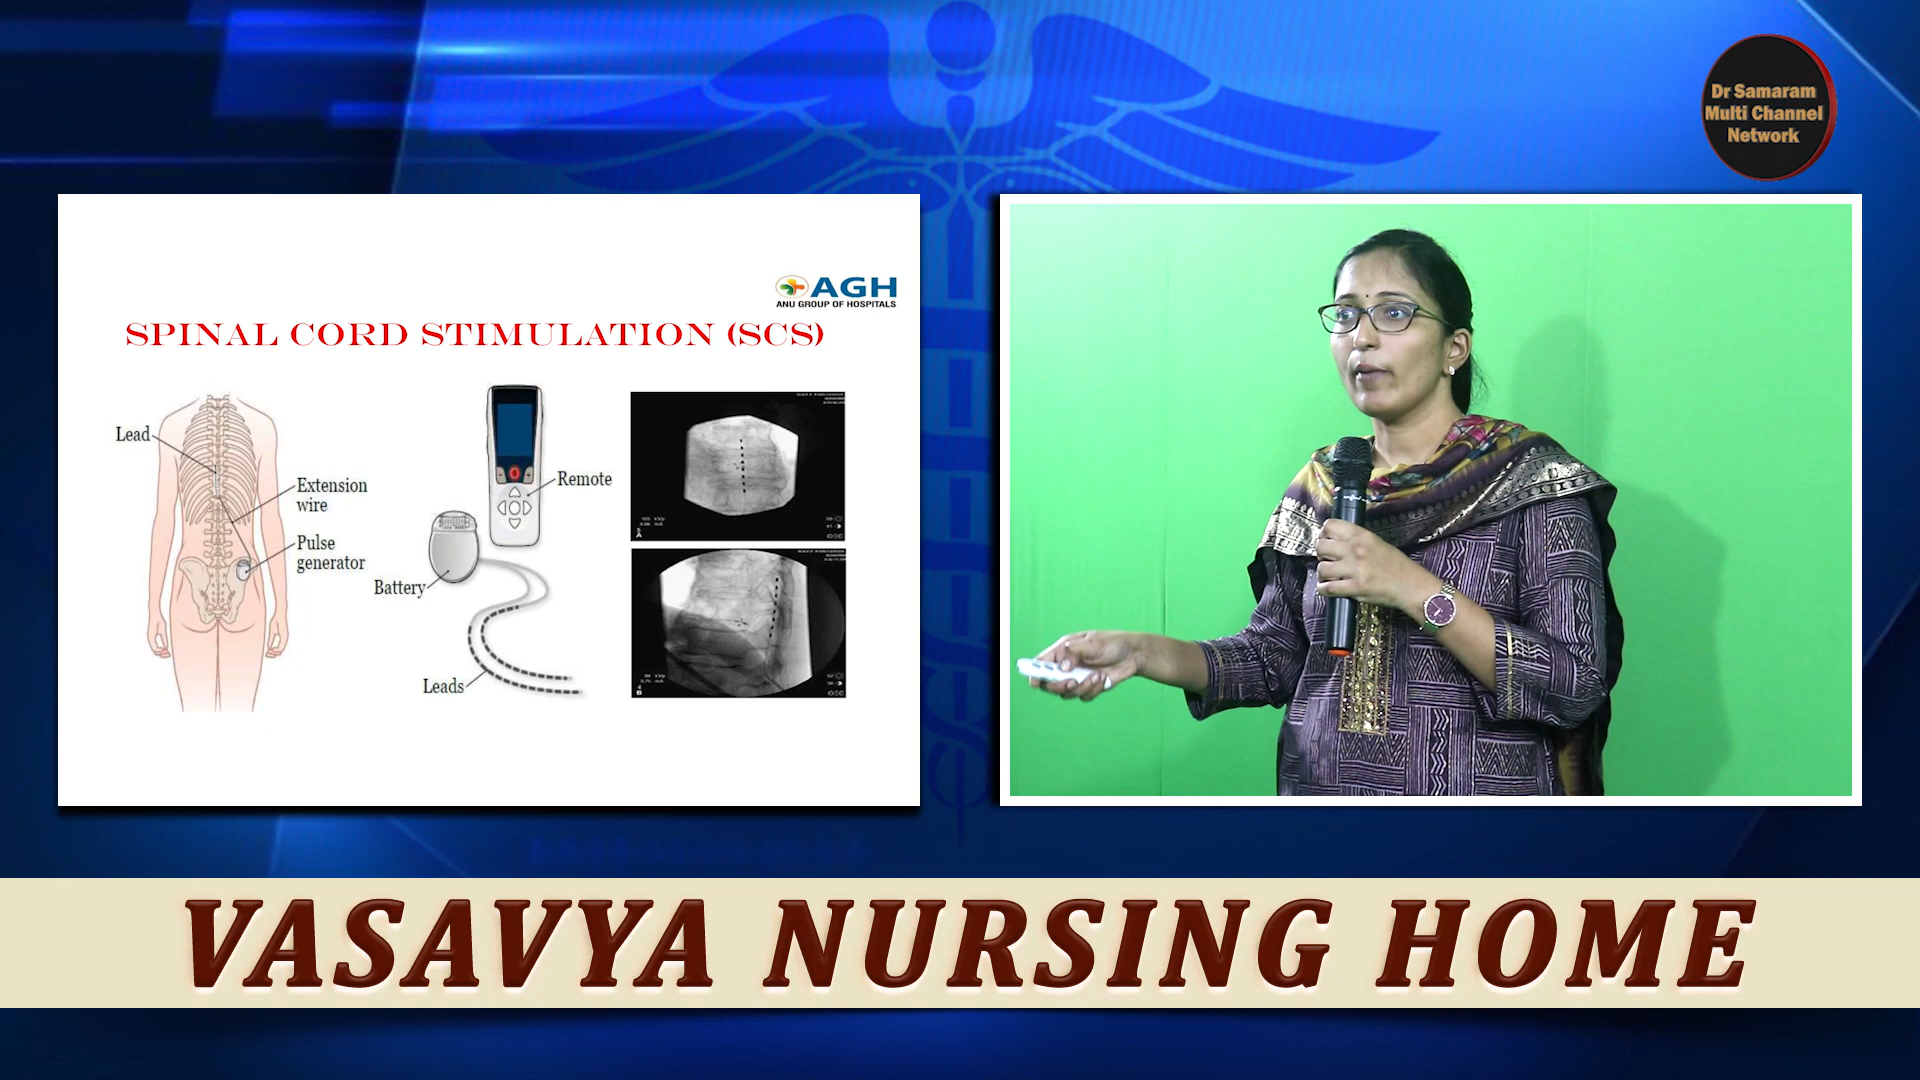 Dr Samaram
Multi Channel
Network
AGH
ANU GROUP OF HOSPITALS
SPINAL CORD STIMULATION (SCS)
Lead
Extension
wire
Pulse
generator
Remote
Battery
Leads
VASAVYA NURSING HOME